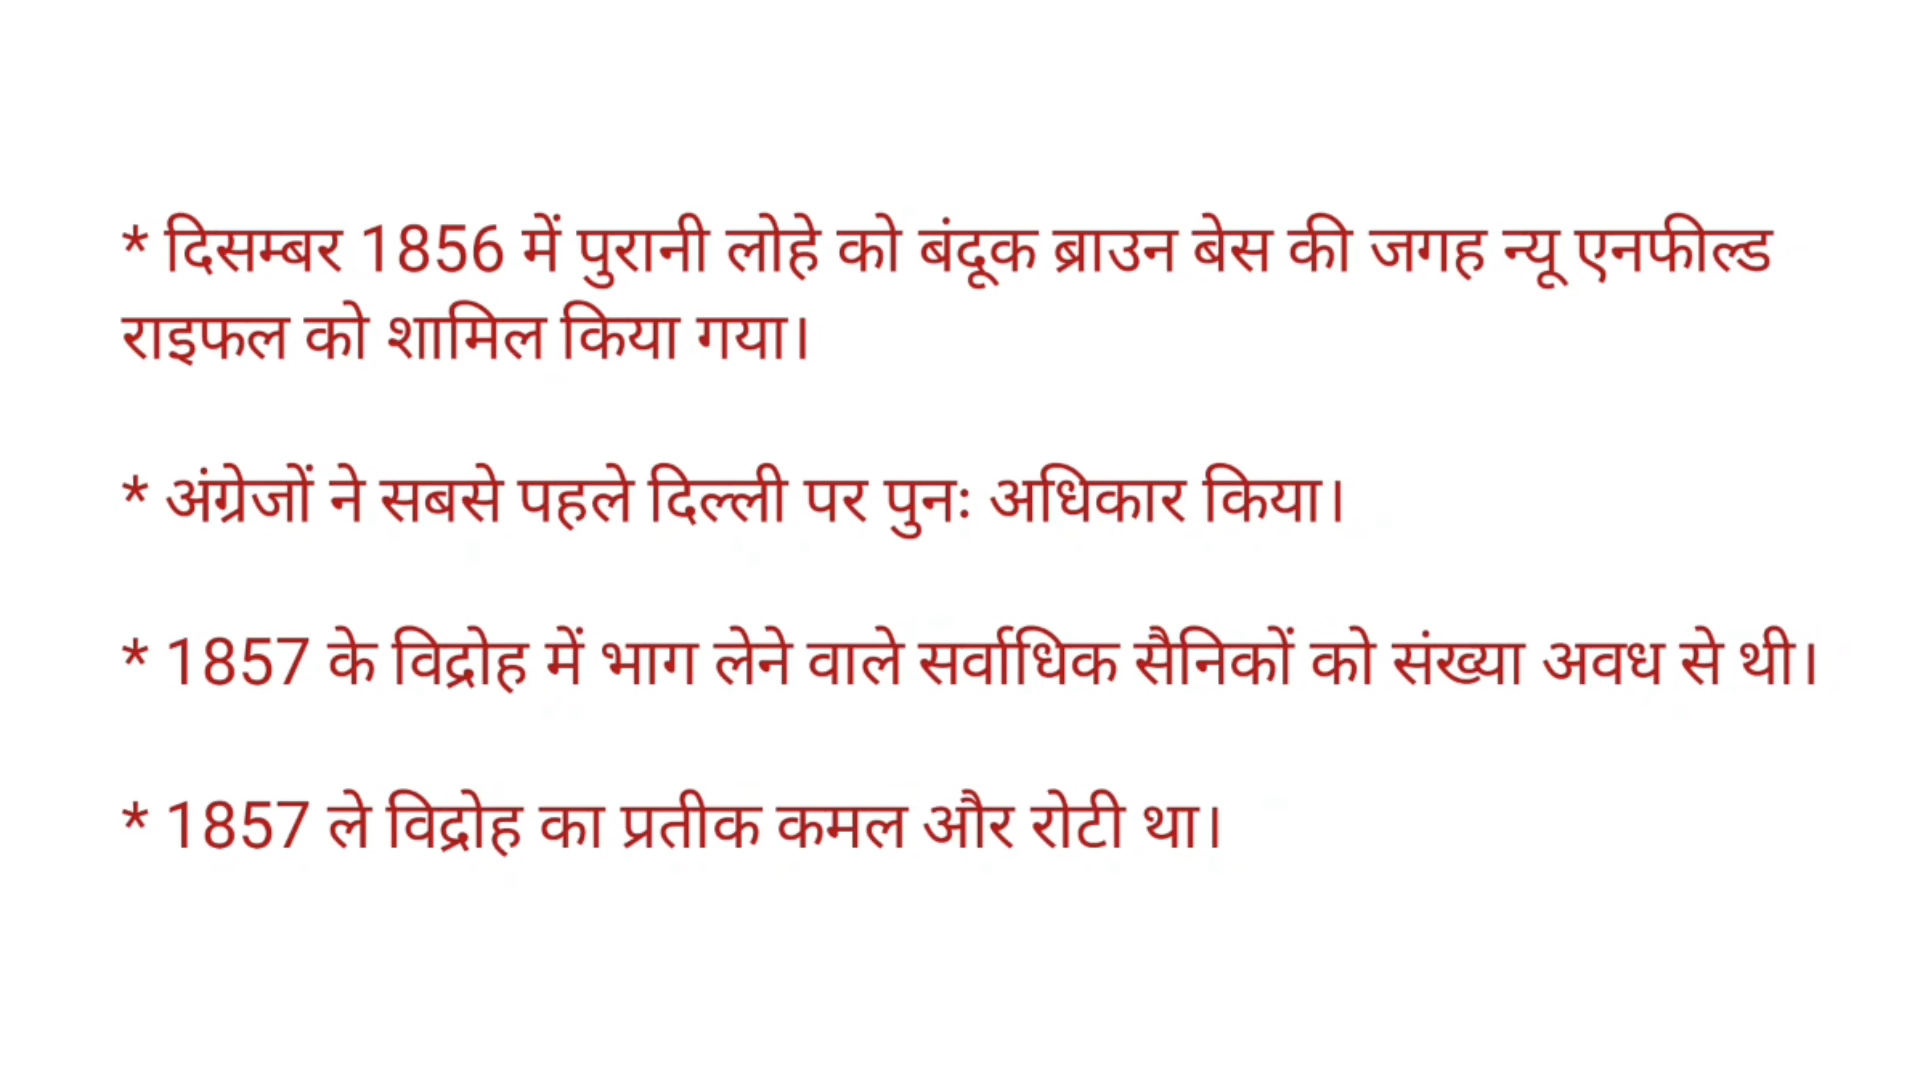 * दिसम्बर 1856 में पुरानी लोहे को बंदूक ब्राउन बेस की जगह न्यू एनफील्ड
राइफल को शामिल किया गया।
* अंग्रेजों ने सबसे पहले दिल्ली पर पुनः अधिकार किया।
* 1857 के विद्रोह में भाग लेने वाले सर्वाधिक सैनिकों को संख्या अवध से थी।
* 1857 ले विद्रोह का प्रतीक कमल और रोटी था।